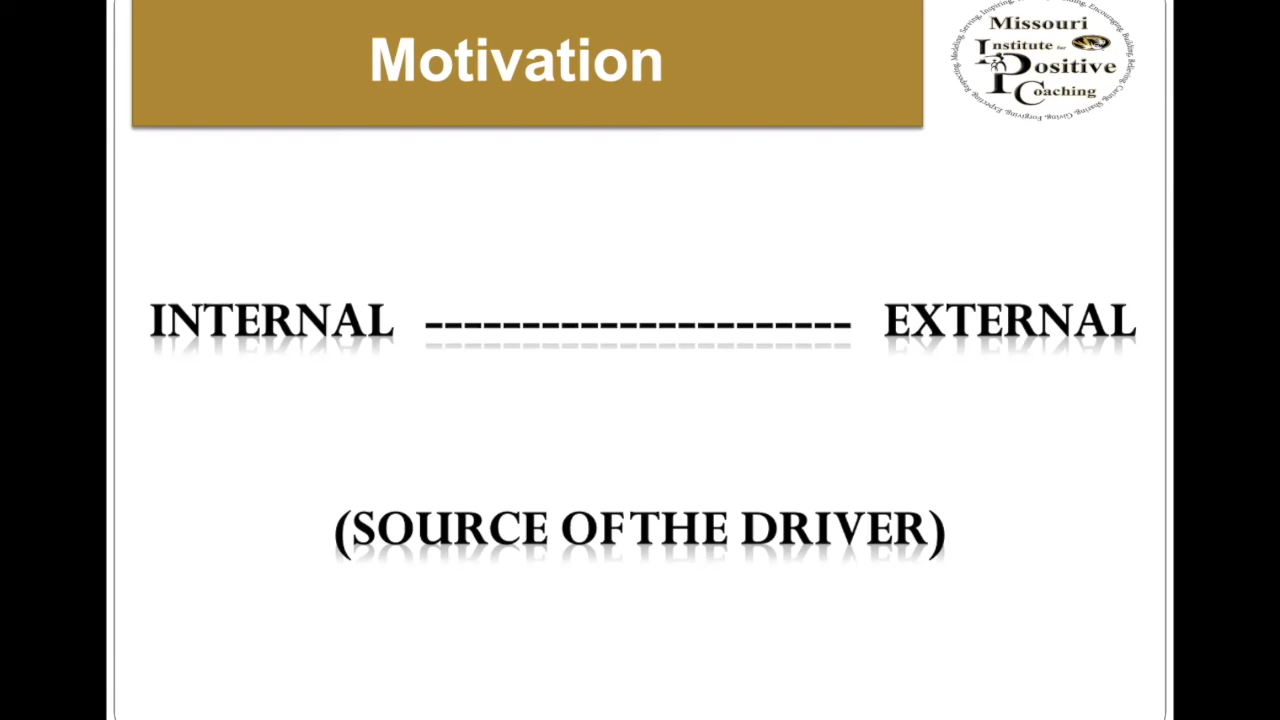 Motivation
Missouri
Institute for
Positive
Coaching
INTERNAL ---------------------- EXTERNAL
(SOURCE OF THE DRIVER)